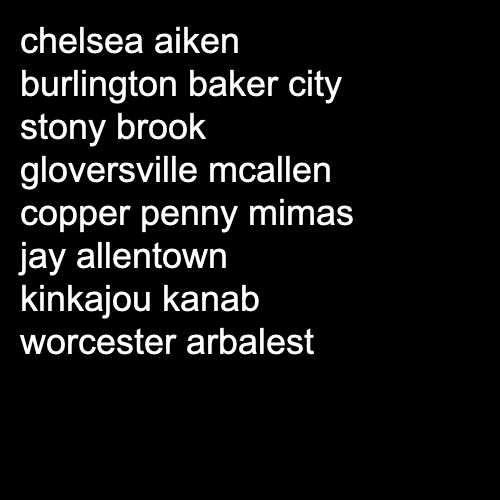 chelsea aiken
burlington baker city
stony brook
gloversville mcallen
copper penny mimas
jay allentown
kinkajou kanab
worcester arbalest